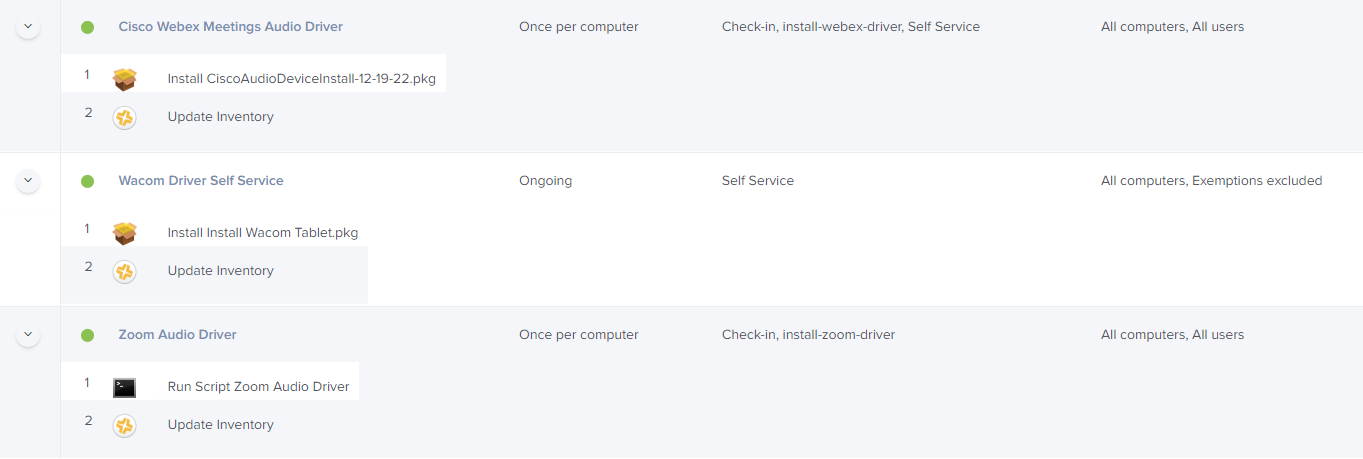 Cisco Webex Meetings Audio Driver Once per computer Check-in, install-webex-driver, Self Service All computers, All users
1 Install CiscoAudioDeviceInstall-12-19-22.pkg
2 Update Inventory
Wacom Driver Self Service Ongoing Self Service All computers, Exemptions excluded
1 Install Install Wacom Tablet.pkg
2 Update Inventory
Zoom Audio Driver Once per computer Check-in, install-zoom-driver All computers, All users
1 Run Script Zoom Audio Driver
2 Update Inventory